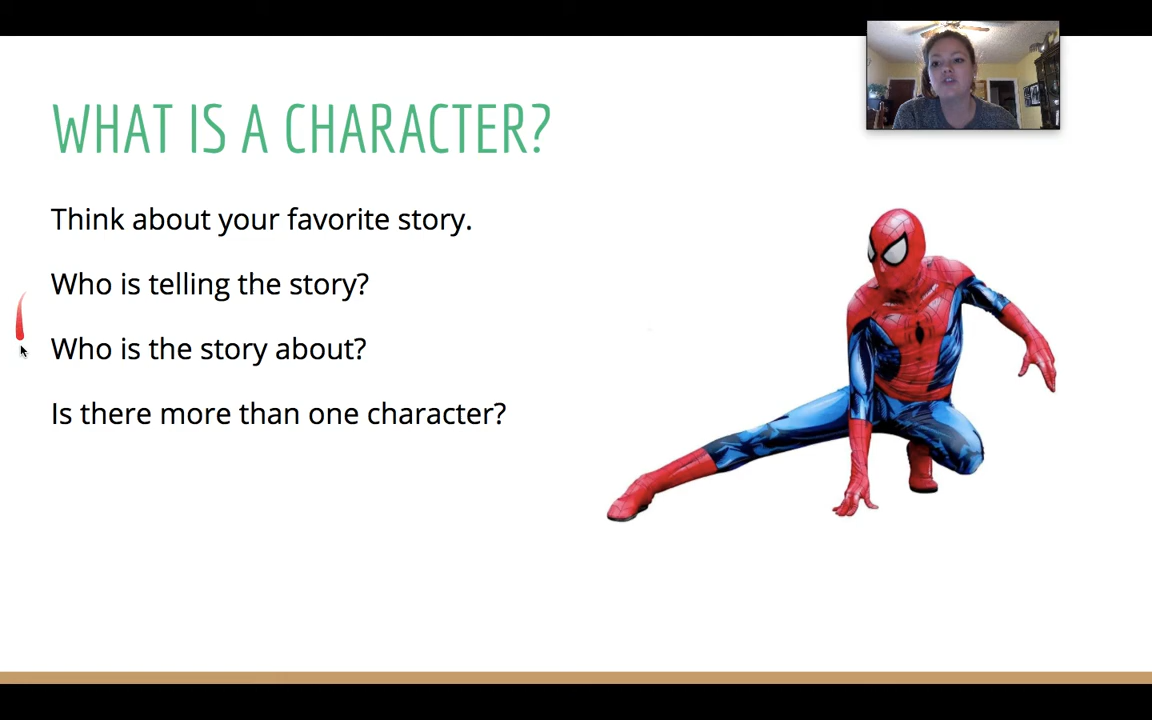 WHAT IS A CHARACTER?
Think about your favorite story.
Who is telling the story?
Who is the story about?
Is there more than one character?